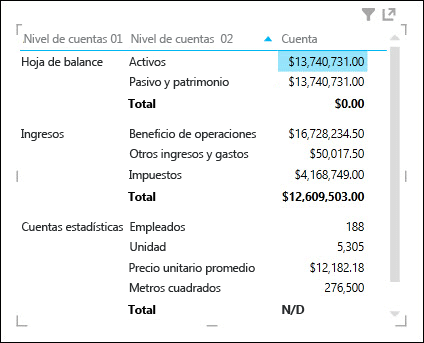 Nivel de cuentas 01 Nivel de cuentas 02 Cuenta
Hoja de balance Activos $13,740,731.00
Pasivo y patrimonio $13,740,731.00
Total $0.00
Ingresos Beneficio de operaciones $16,728,234.50
Otros ingresos y gastos $50,017.50
Impuestos $4,168,749.00
Total $12,609,503.00
Cuentas estadísticas Empleados 188
Unidad 5,305
Precio unitario promedio $12,182.18
Metros cuadrados 276,500
Total N/D